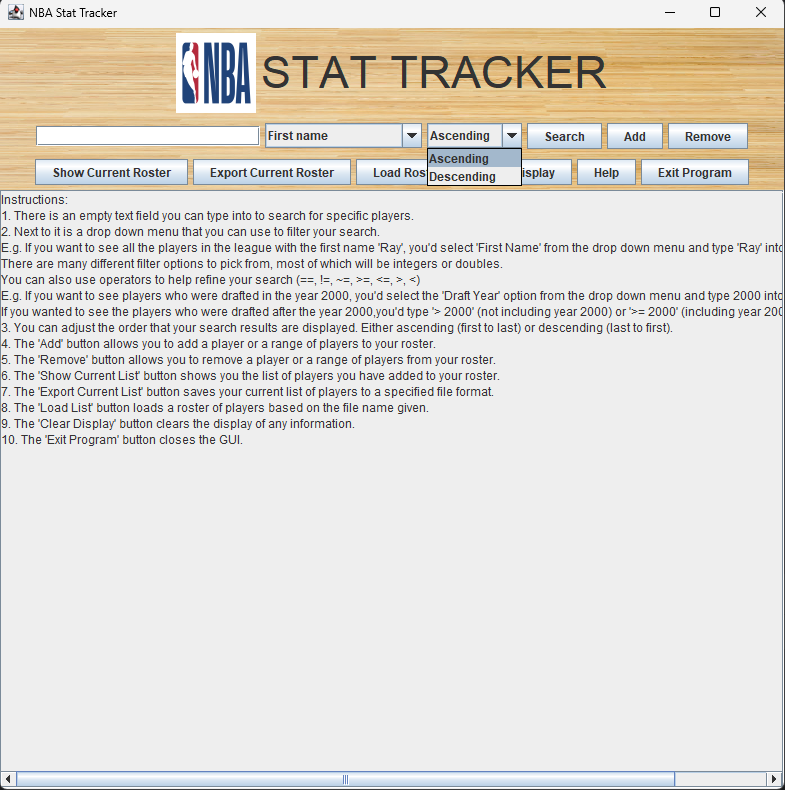 NBA Stat Tracker
NBA STAT TRACKER
First name Ascending Search Add Remove
Ascending
Descending
Show Current Roster Export Current Roster Load Ros isplay Help Exit Program
Instructions:
1. There is an empty text field you can type into to search for specific players.
2. Next to it is a drop down menu that you can use to filter your search.
E.g. If you want to see all the players in the league with the first name 'Ray', you'd select 'First Name' from the drop down menu and type 'Ray' into
There are many different filter options to pick from, most of which will be integers or doubles.
You can also use operators to help refine your search (==, !=, ~=, >=, <=, >, <)
E.g. If you want to see players who were drafted in the year 2000, you'd select the 'Draft Year' option from the drop down menu and type 2000 into
If you wanted to see the players who were drafted after the year 2000,you'd type '> 2000' (not including year 2000) or '>= 2000' (including year 200
3. You can adjust the order that your search results are displayed. Either ascending (first to last) or descending (last to first).
4. The 'Add' button allows you to add a player or a range of players to your roster.
5. The 'Remove' button allows you to remove a player or a range of players from your roster.
6. The 'Show Current List' button shows you the list of players you have added to your roster.
7. The 'Export Current List' button saves your current list of players to a specified file format.
8. The 'Load List' button loads a roster of players based on the file name given.
9. The 'Clear Display' button clears the display of any information.
10. The 'Exit Program' button closes the GUI.